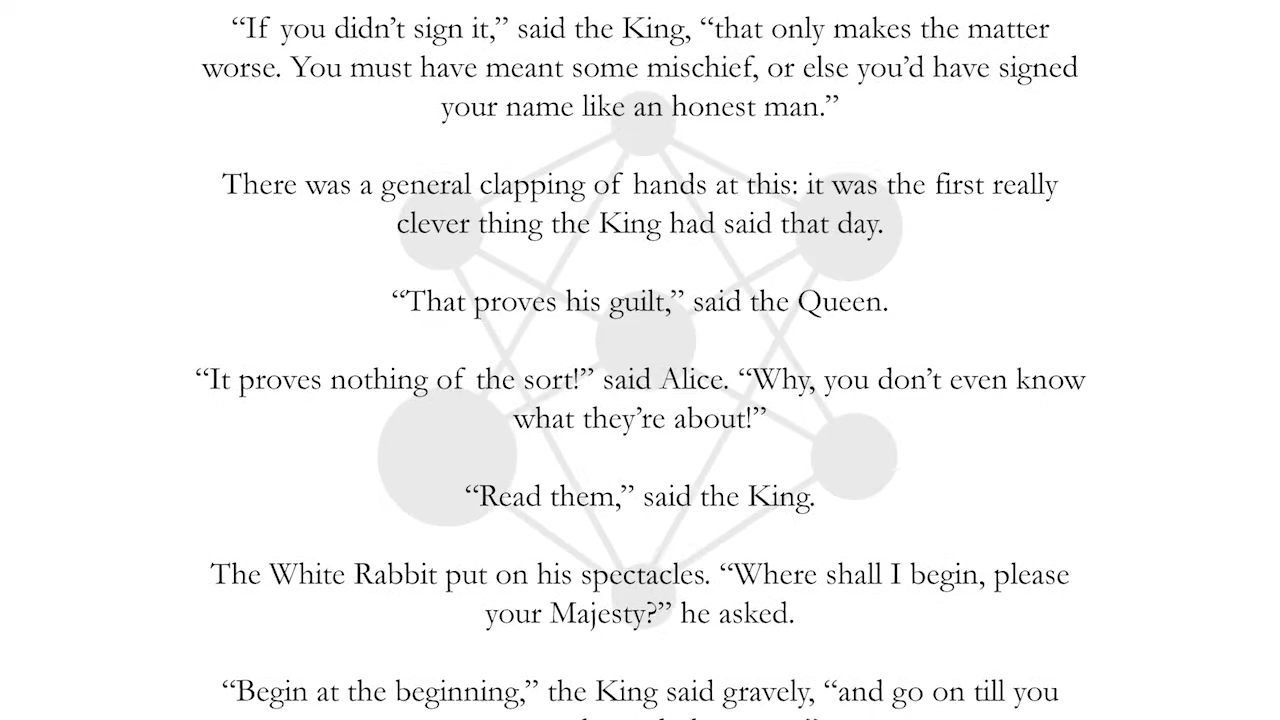 “If you didn’t sign it,” said the King, “that only makes the matter
worse. You must have meant some mischief, or else you’d have signed
your name like an honest man.”
There was a general clapping of hands at this: it was the first really
clever thing the King had said that day.
“That proves his guilt,” said the Queen.
“It proves nothing of the sort!” said Alice. “Why, you don’t even know
what they’re about!”
“Read them,” said the King.
The White Rabbit put on his spectacles. “Where shall I begin, please
your Majesty?” he asked.
“Begin at the beginning,” the King said gravely, “and go on till you